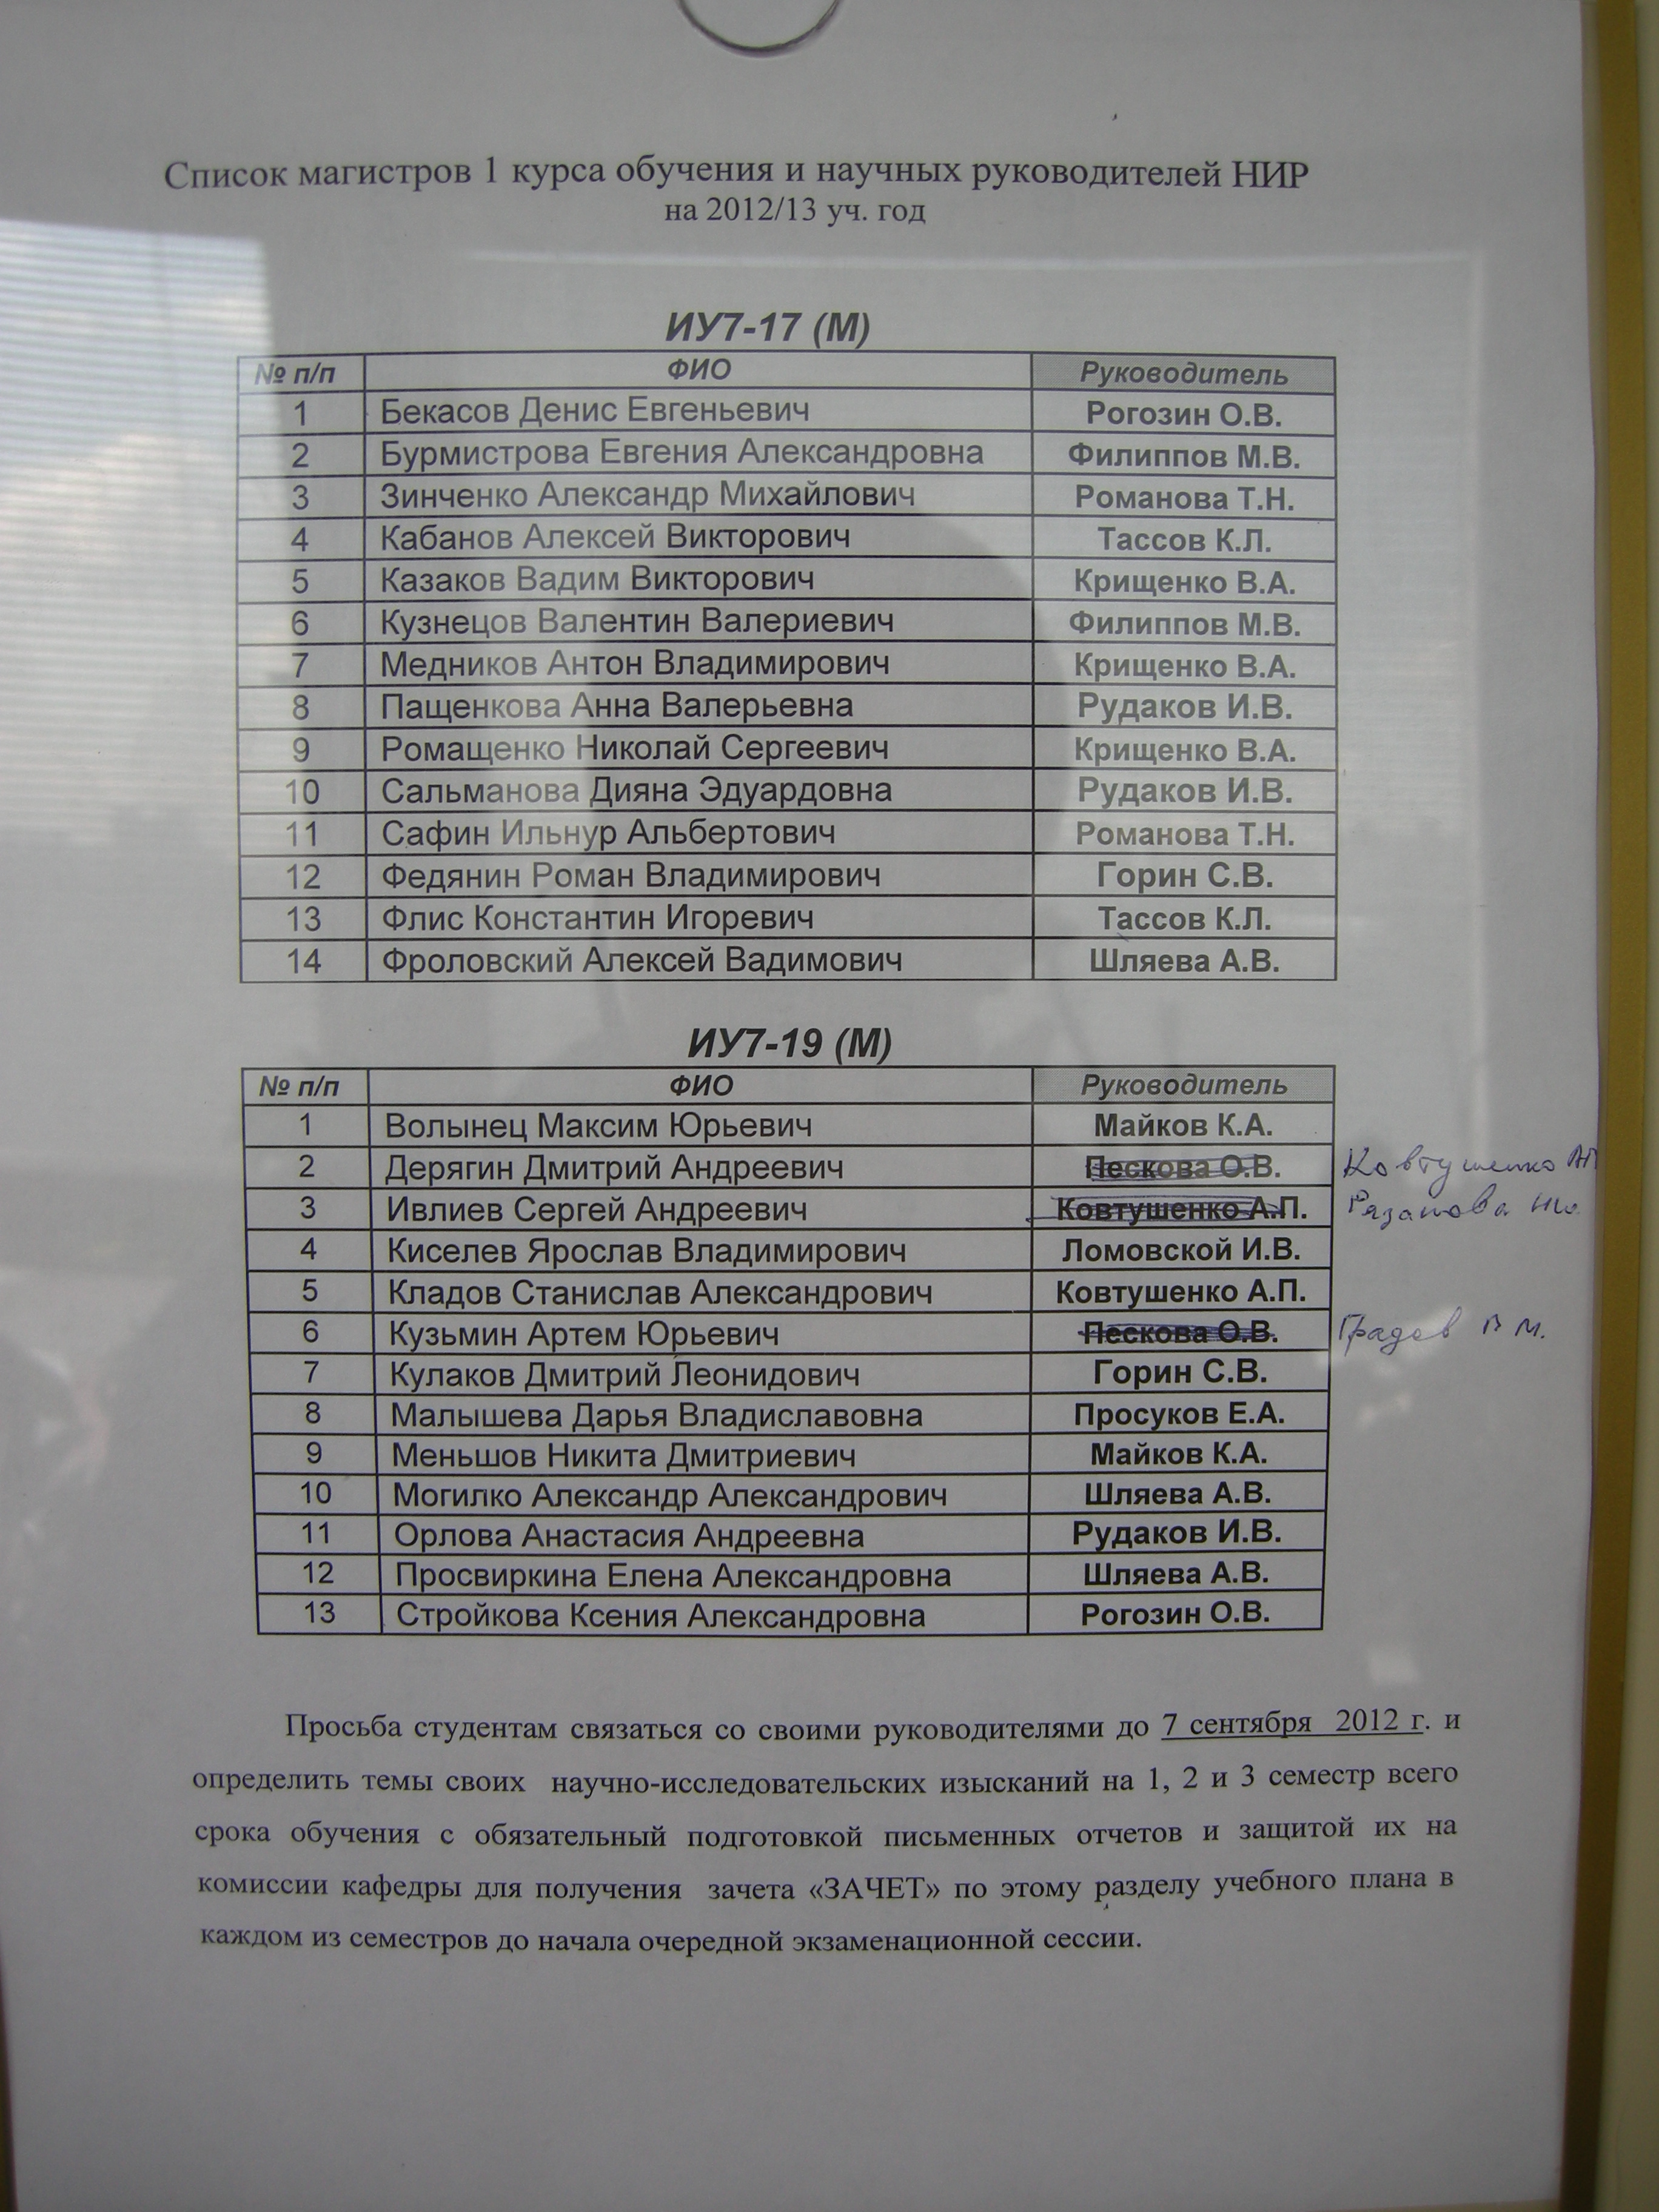 Список магистров 1 курса обучения и научных руководителей НИР
на 2012/13 уч. год
ИУ7-17 (М)
№ п/п ФИО Руководитель
1 Бекасов Денис Евгеньевич Рогозин О.В.
2 Бурмистрова Евгения Александровна Филиппов М.В.
3 Зинченко Александр Михайлович Романова Т.Н.
4 Кабанов Алексей Викторович Тассов К.Л.
5 Казаков Вадим Викторович Крищенко В.А.
6 Кузнецов Валентин Валериевич Филиппов М.В.
7 Медников Антон Владимирович Крищенко В.А.
8 Пащенкова Анна Валерьевна Рудаков И.В.
9 Ромащенко Николай Сергеевич Крищенко В.А.
10 Сальманова Дияна Эдуардовна Рудаков И.В.
11 Сафин Ильнур Альбертович Романова Т.Н.
12 Федянин Роман Владимирович Горин С.В.
13 Флис Константин Игоревич Тассов К.Л.
14 Фроловский Алексей Вадимович Шляева А.В.
ИУ7-19 (М)
№ п/п ФИО Руководитель
1 Волынец Максим Юрьевич Майков К.А.
2 Дерягин Дмитрий Андреевич Пескова О.В. Ковтушенко АП
3 Ивлиев Сергей Андреевич Ковтушенко А.П. Рязанова
4 Киселев Ярослав Владимирович Ломовской И.В.
5 Кладов Станислав Александрович Ковтушенко А.П.
6 Кузьмин Артем Юрьевич Пескова О.В. Градов В М.
7 Кулаков Дмитрий Леонидович Горин С.В.
8 Малышева Дарья Владиславовна Просуков Е.А.
9 Меньшов Никита Дмитриевич Майков К.А.
10 Могилко Александр Александрович Шляева А.В.
11 Орлова Анастасия Андреевна Рудаков И.В.
12 Просвиркина Елена Александровна Шляева А.В.
13 Стройкова Ксения Александровна Рогозин О.В.
Просьба студентам связаться со своими руководителями до 7 сентября 2012 г. и
определить темы своих научно-исследовательских изысканий на 1, 2 и 3 семестр всего
срока обучения с обязательный подготовкой письменных отчетов и защитой их на
комиссии кафедры для получения зачета «ЗАЧЕТ» по этому разделу учебного плана в
каждом из семестров до начала очередной экзаменационной сессии.